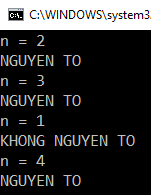 C:\WINDOWS\system3
n = 2
NGUYEN TO
n = 3
NGUYEN TO
n = 1
KHONG NGUYEN TO
n = 4
NGUYEN TO